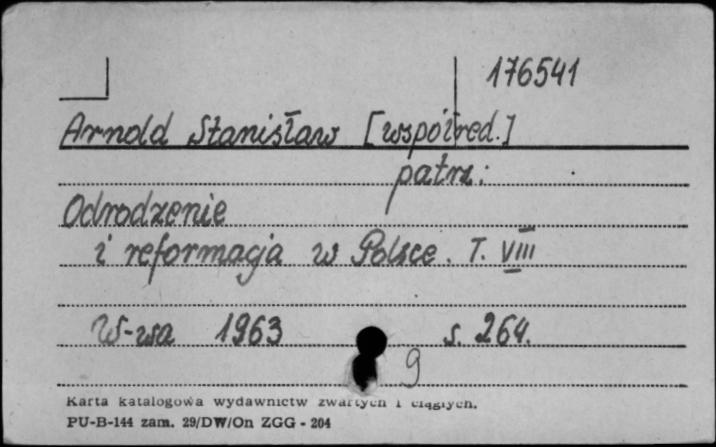 176541
Arnold Stanisław [współred.]
patrz:
Odrodzenie
i reformacja w Polsce. T. VIII
W-wa 1963 s. 264.
9
Karta katalogowa wydawnictw zwartych i ciągłych.
PU-B-144 zam. 29/DW/On ZGG - 204